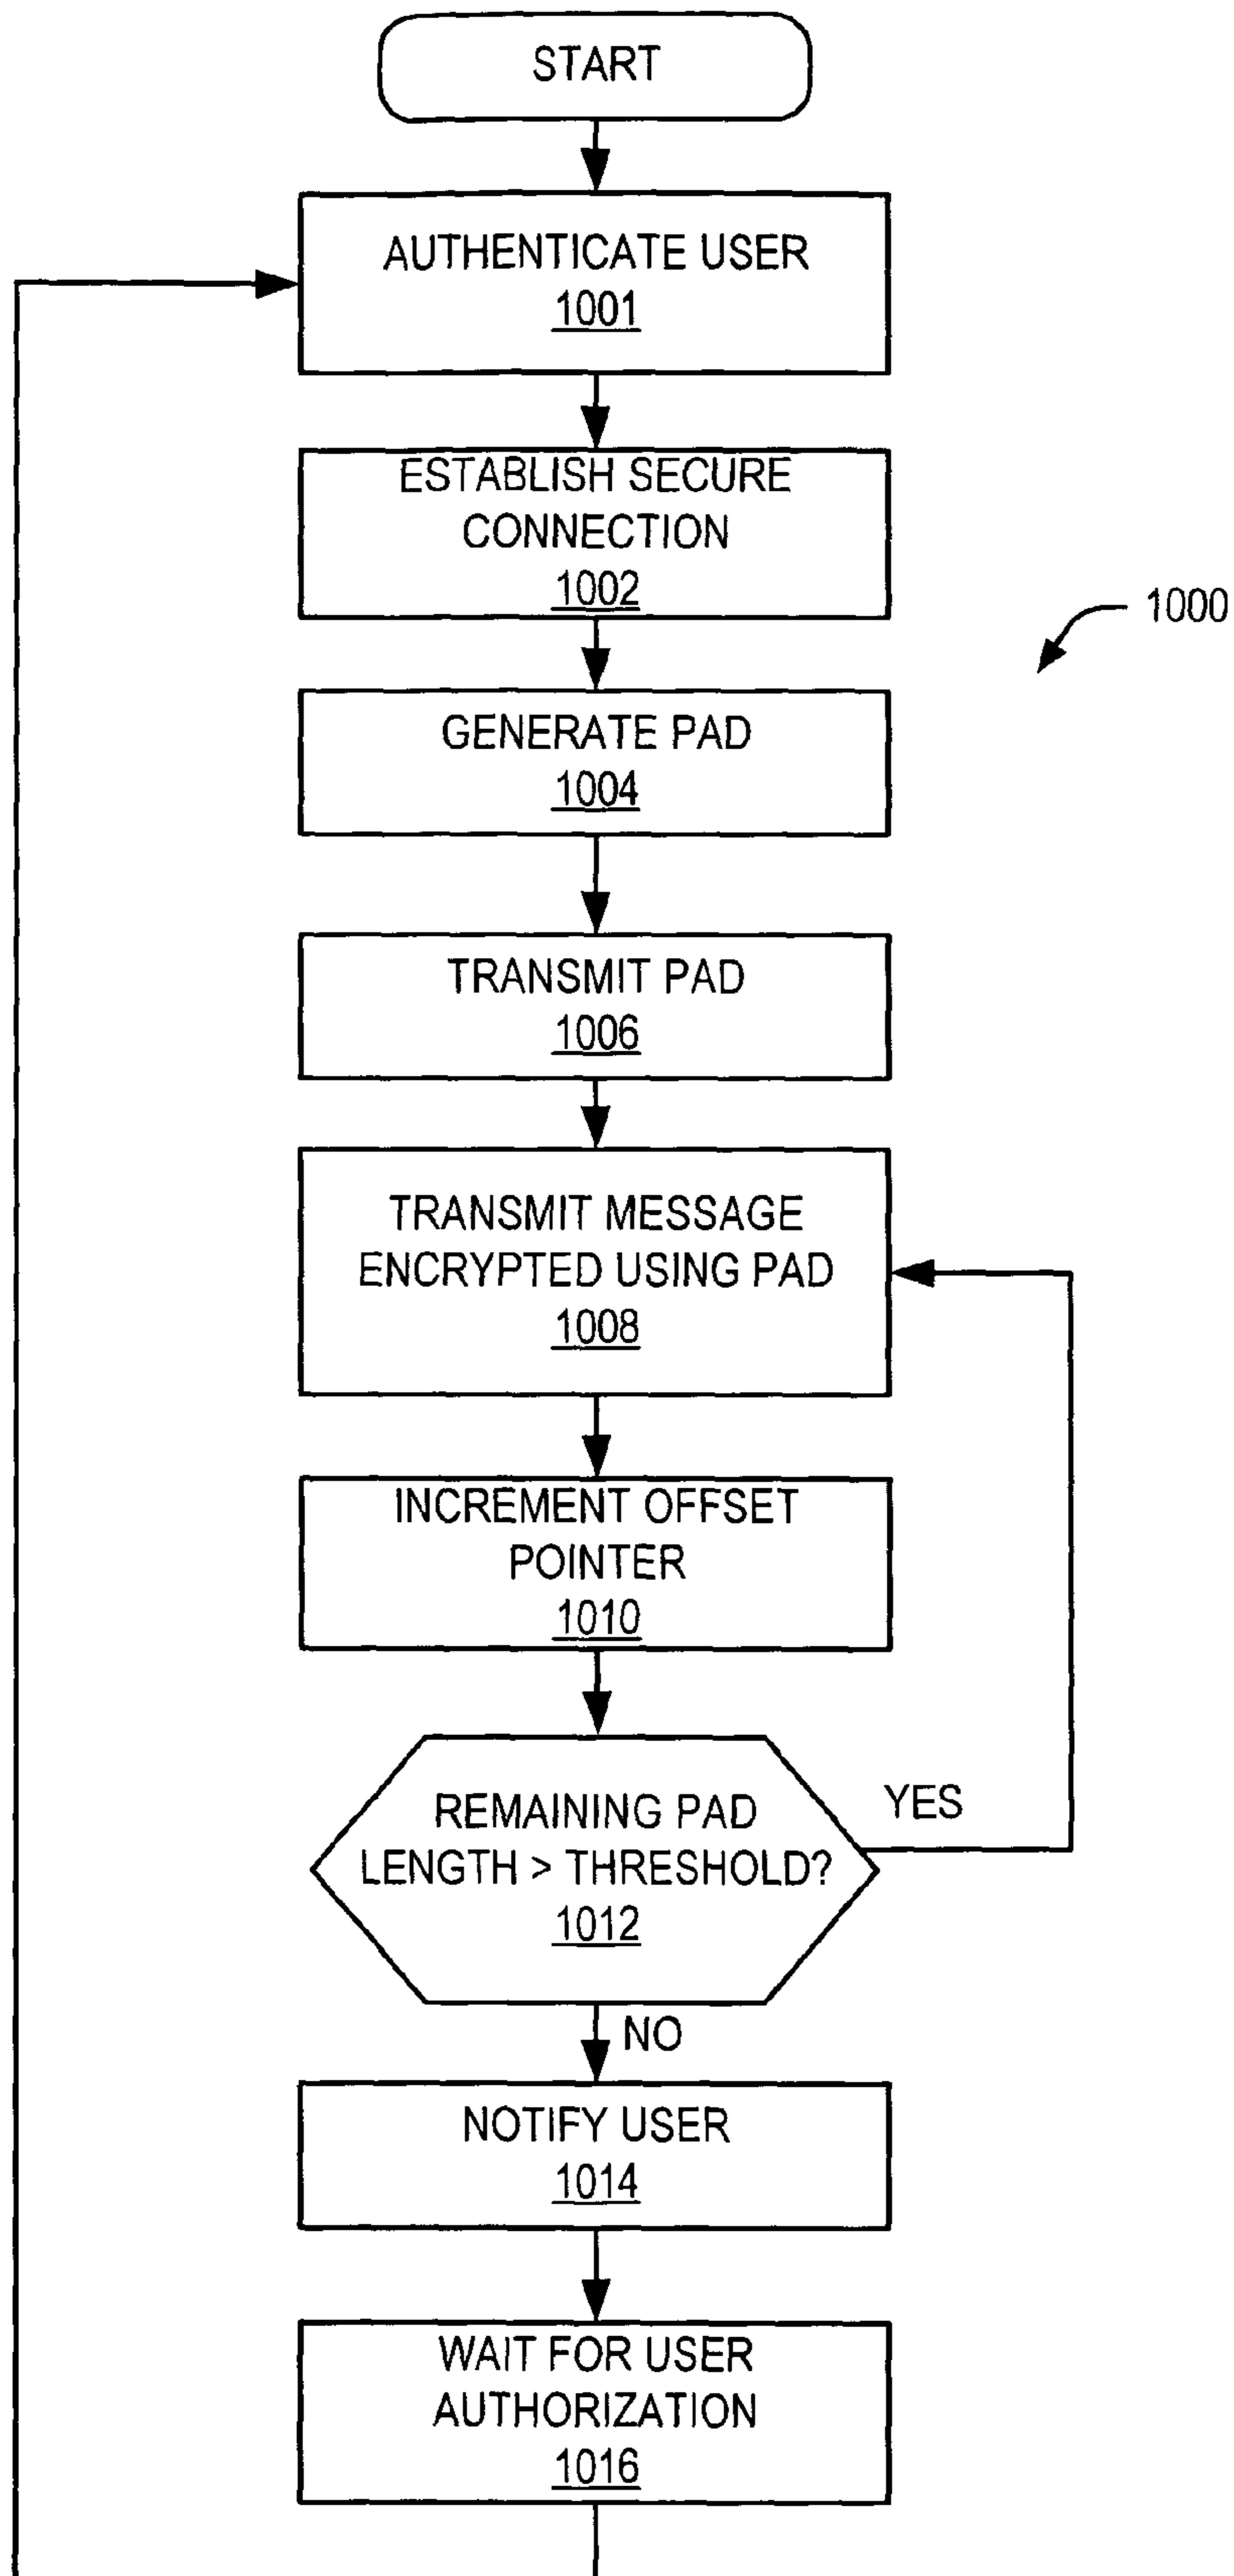 START
AUTHENTICATE USER
1001
ESTABLISH SECURE
CONNECTION
1002
1000
GENERATE PAD
1004
TRANSMIT PAD
1006
TRANSMIT MESSAGE
ENCRYPTED USING PAD
1008
INCREMENT OFFSET
POINTER
1010
YES
REMAINING PAD
LENGTH > THRESHOLD?
1012
NO
NOTIFY USER
1014
WAIT FOR USER
AUTHORIZATION
1016